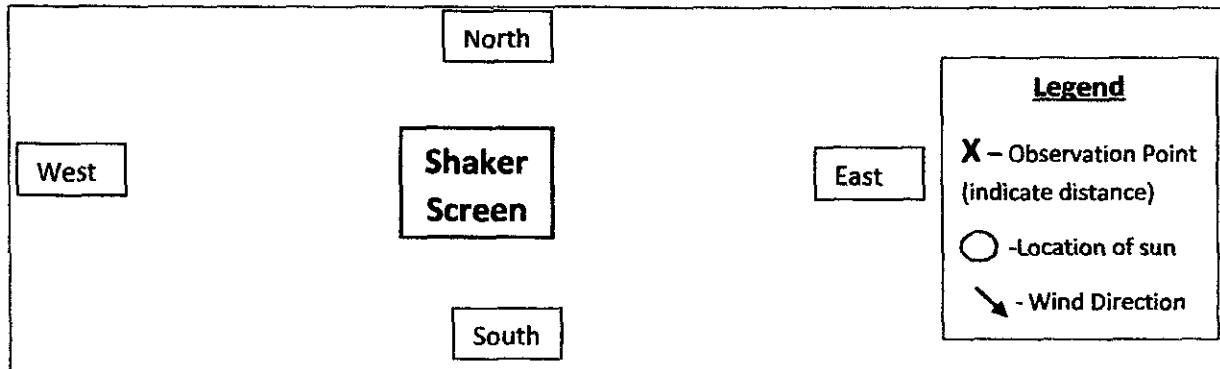 North
West
Shaker
Screen
East
South
Legend
X – Observation Point
(indicate distance)
-Location of sun
- Wind Direction